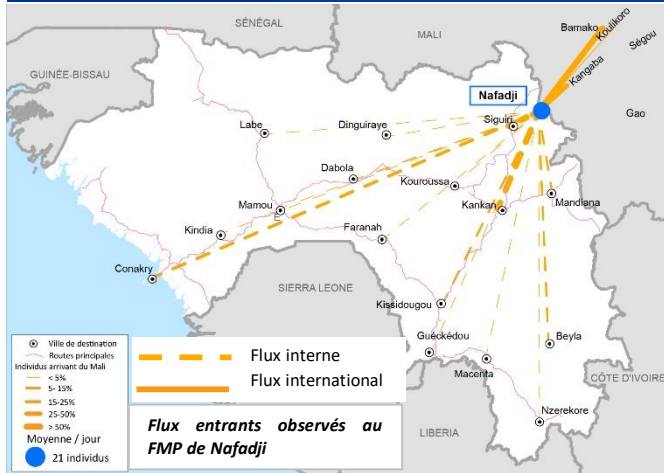 SÉNÉGAL
MALI
Bamako
Koulikoro
Ségou
Kangaba
GUINÉE-BISSAU
Nafadji
Gao
Siguiri
Labe
Dinguiraye
Dabola
Kouroussa
Mamou
Kankan
Mandiana
Kindia
Faranah
Conakry
SIERRA LEONE
Kissidougou
Guéckédou
Beyla
Macenta
CÔTE D'IVOIRE
Nzerekore
LIBERIA
Ville de destination
Routes principales
Individus arrivant du Mali
< 5%
5- 15%
15-25%
25-50%
> 50%
Moyenne / jour
21 individus
Flux interne
Flux international
Flux entrants observés au
FMP de Nafadji